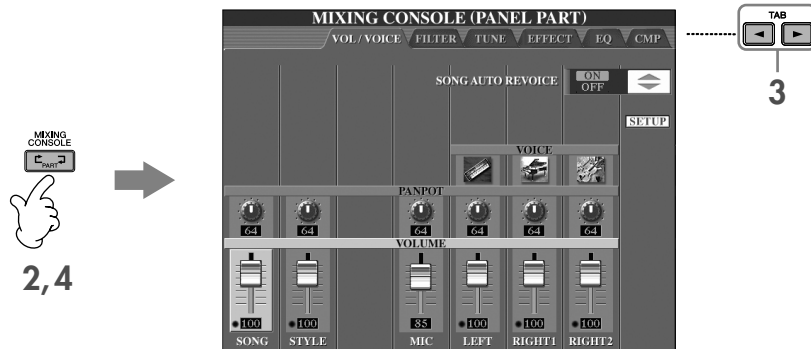 MIXING CONSOLE (PANEL PART)
VOL / VOICE FILTER TUNE EFFECT EQ CMP
TAB
3
SONG AUTO REVOICE ON
OFF
SETUP
MIXING
CONSOLE
PART
2, 4
VOICE
PANPOT
64 64 64 64 64 64
VOLUME
100 100 85 100 100 100
SONG STYLE MIC LEFT RIGHT1 RIGHT2